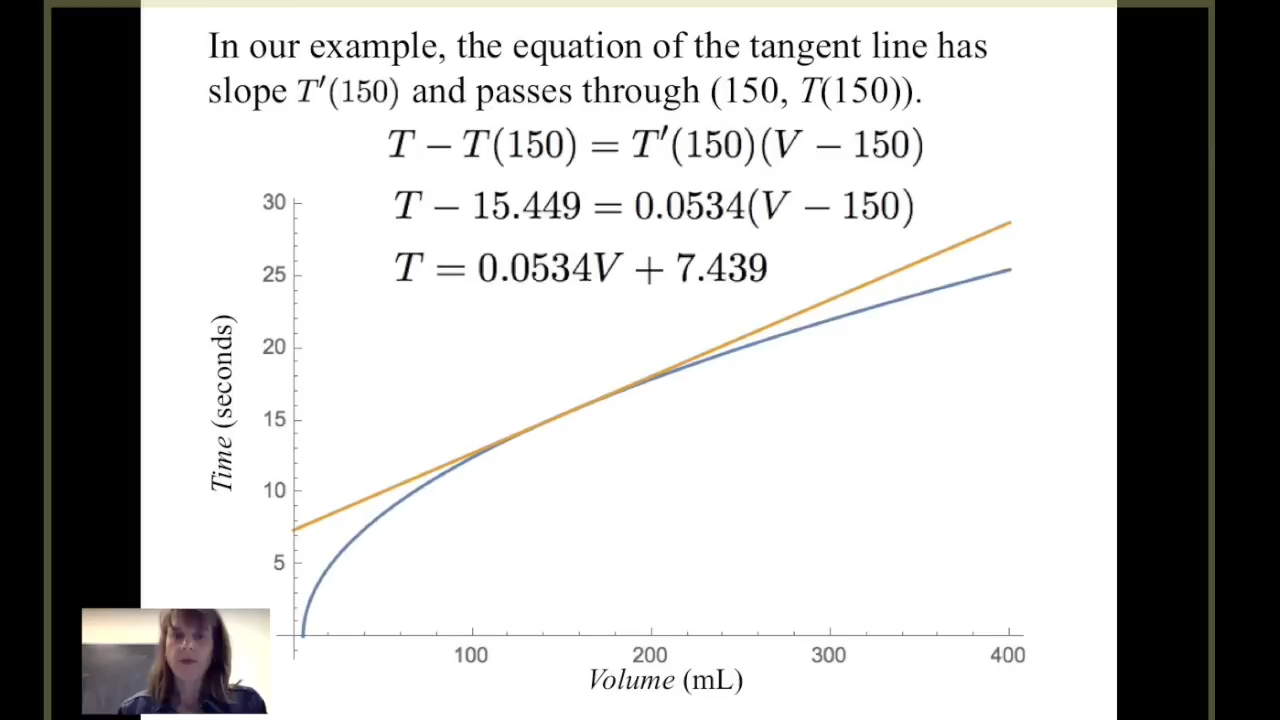 In our example, the equation of the tangent line has
slope T′(150) and passes through (150, T(150)).
T − T(150) = T′(150)(V − 150)
T − 15.449 = 0.0534(V − 150)
T = 0.0534V + 7.439
30
25
20
15
10
5
Time (seconds)
100 200 300 400
Volume (mL)